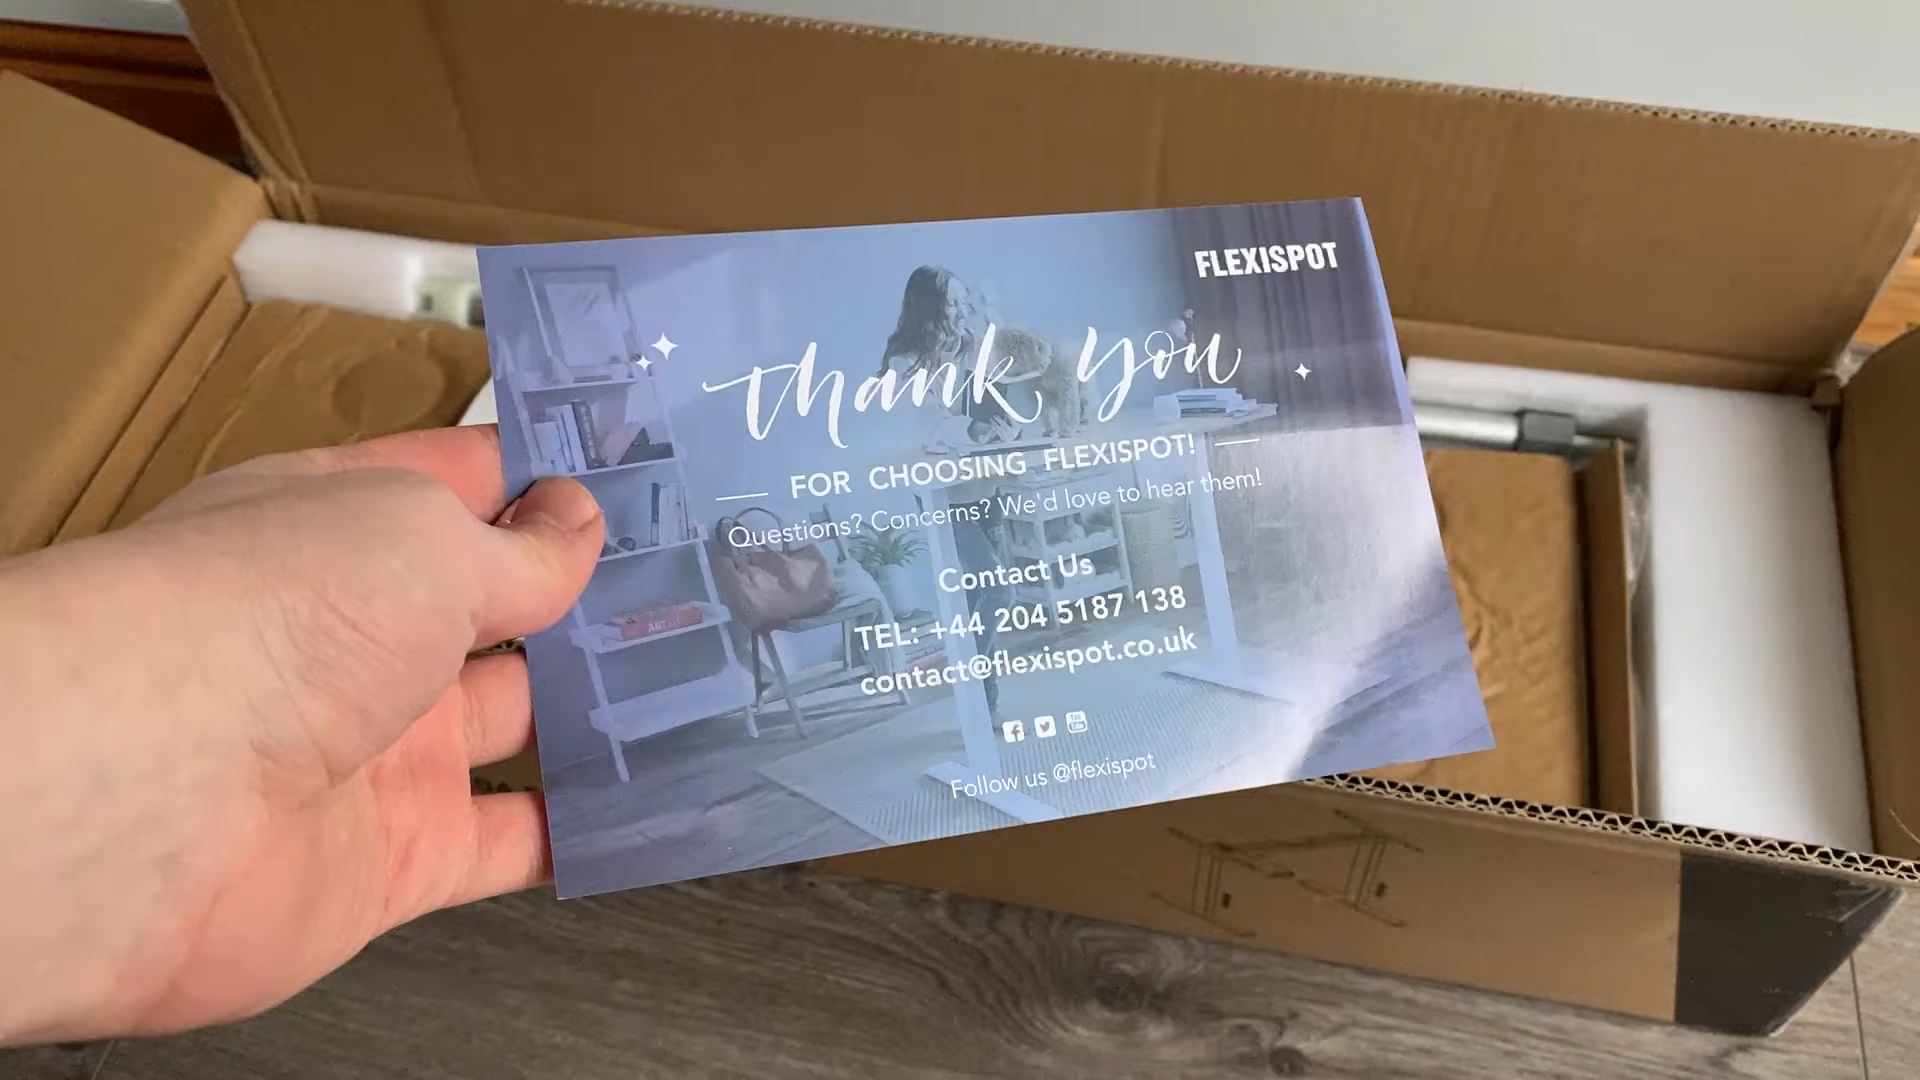 FLEXISPOT
thank you
FOR CHOOSING FLEXISPOT!
Questions? Concerns? We'd love to hear them!
Contact Us
TEL: +44 204 5187 138
contact@flexispot.co.uk
Follow us @flexispot
ART